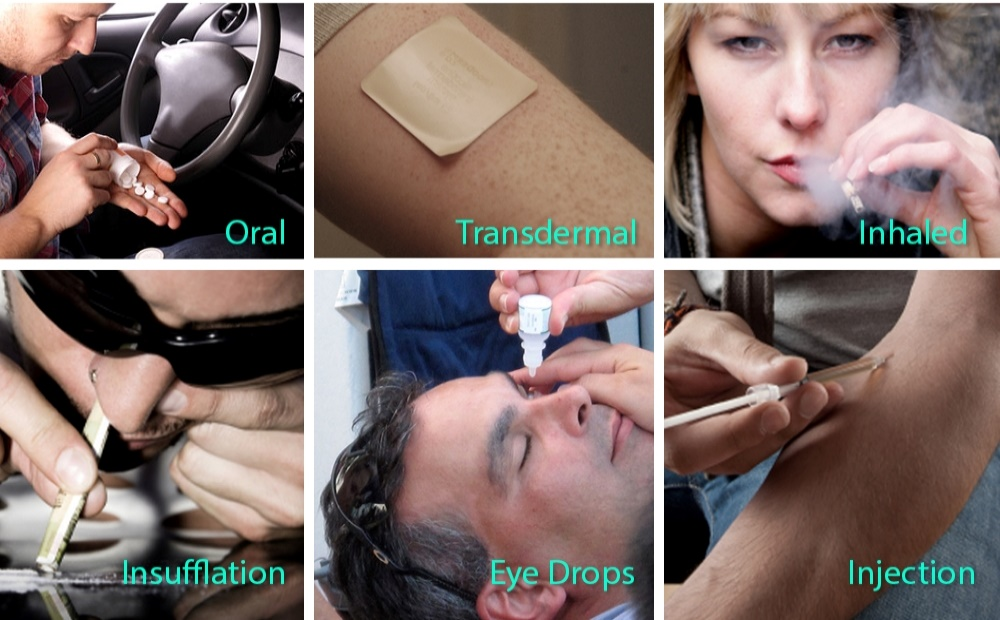 Oral
Transdermal
Inhaled
Insufflation
Eye Drops
Injection